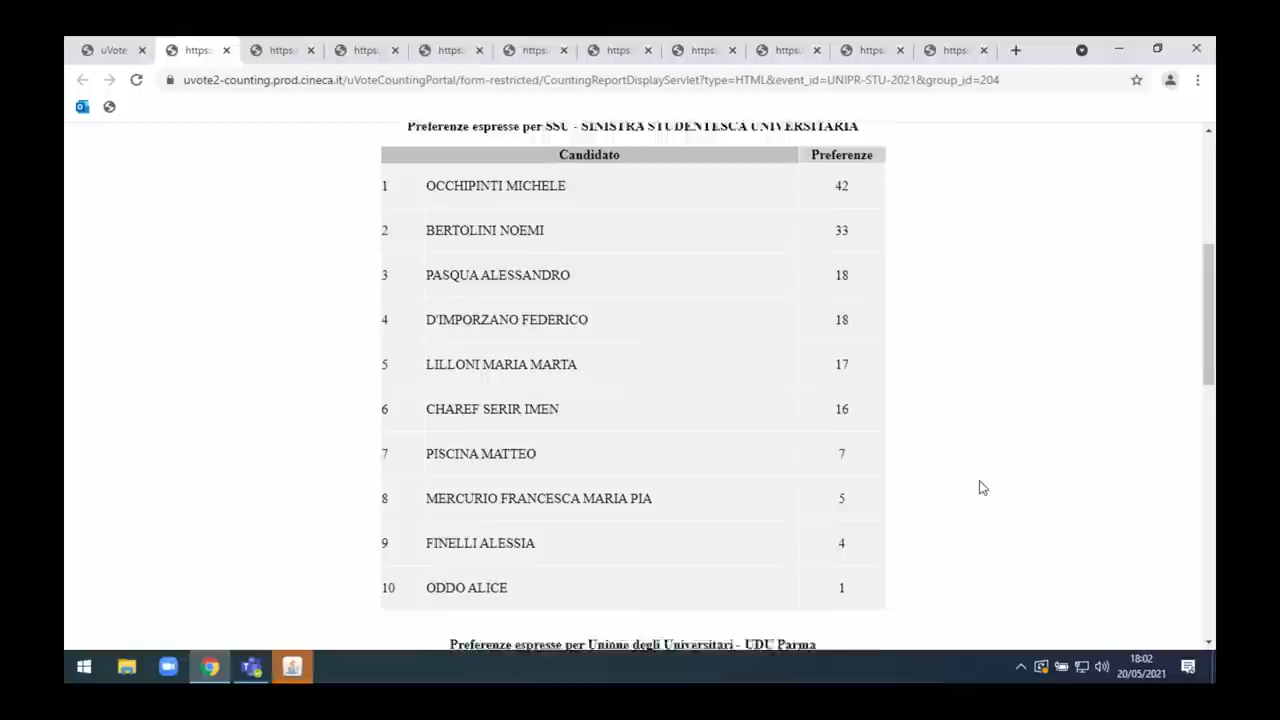 uVote
https:
https:
https:
https:
https:
https:
https:
https:
https:
https:
uvote2-counting.prod.cineca.it/uVoteCountingPortal/form-restricted/CountingReportDisplayServlet?type=HTML&event_id=UNIPR-STU-2021&group_id=204
Preferenze espresse per SSU - SINISTRA STUDENTESCA UNIVERSITARIA
Candidato Preferenze
1 OCCHIPINTI MICHELE 42
2 BERTOLINI NOEMI 33
3 PASQUA ALESSANDRO 18
4 D'IMPORZANO FEDERICO 18
5 LILLONI MARIA MARTA 17
6 CHAREF SERIR IMEN 16
7 PISCINA MATTEO 7
8 MERCURIO FRANCESCA MARIA PIA 5
9 FINELLI ALESSIA 4
10 ODDO ALICE 1
Preferenze espresse per Unione degli Universitari - UDU Parma
18:02
20/05/2021